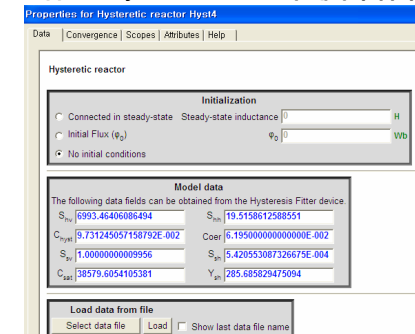 Properties for Hysteretic reactor Hyst4
Data Convergence Scopes Attributes Help
Hysteretic reactor
Initialization
Connected in steady-state Steady-state inductance 0 H
Initial Flux (φ0) φ0 0 Wb
No initial conditions
Model data
The following data fields can be obtained from the Hysteresis Fitter device.
Shv 6993.46406086494 Shh 19.5158612588551
Chyst 9.731245057158792E-002 Coer 6.195000000000000E-002
Ssv 1.00000000009956 Ssh 5.420553087326675E-004
Csat 38579.6054105381 Ysh 285.685829475094
Load data from file
Select data file Load Show last data file name